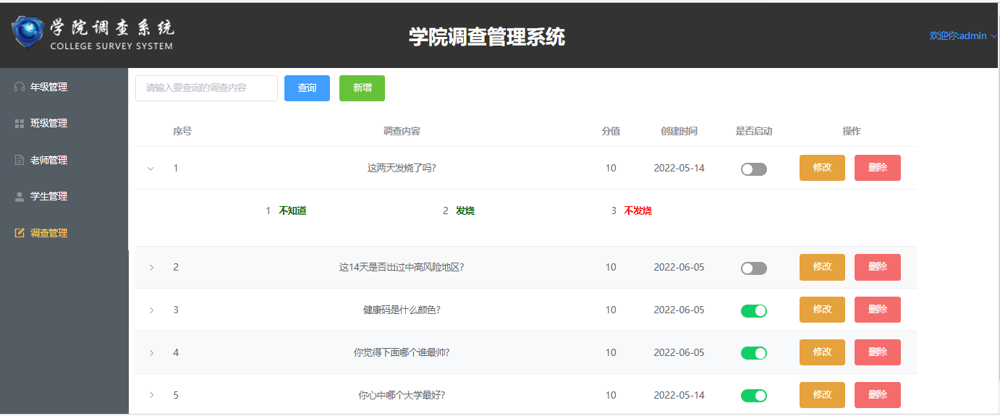 学院调查系统
COLLEGE SURVEY SYSTEM
学院调查管理系统
欢迎你:admin
年级管理
班级管理
老师管理
学生管理
调查管理
请输入要查询的调查内容 查询 新增
序号 调查内容 分值 创建时间 是否启动 操作
1 这两天发烧了吗? 10 2022-05-14 修改 删除
1 不知道 2 发烧 3 不发烧
2 这14天是否出过中高风险地区? 10 2022-06-05 修改 删除
3 健康码是什么颜色? 10 2022-06-05 修改 删除
4 你觉得下面哪个谁最帅? 10 2022-06-05 修改 删除
5 你心中哪个大学最好? 10 2022-05-14 修改 删除